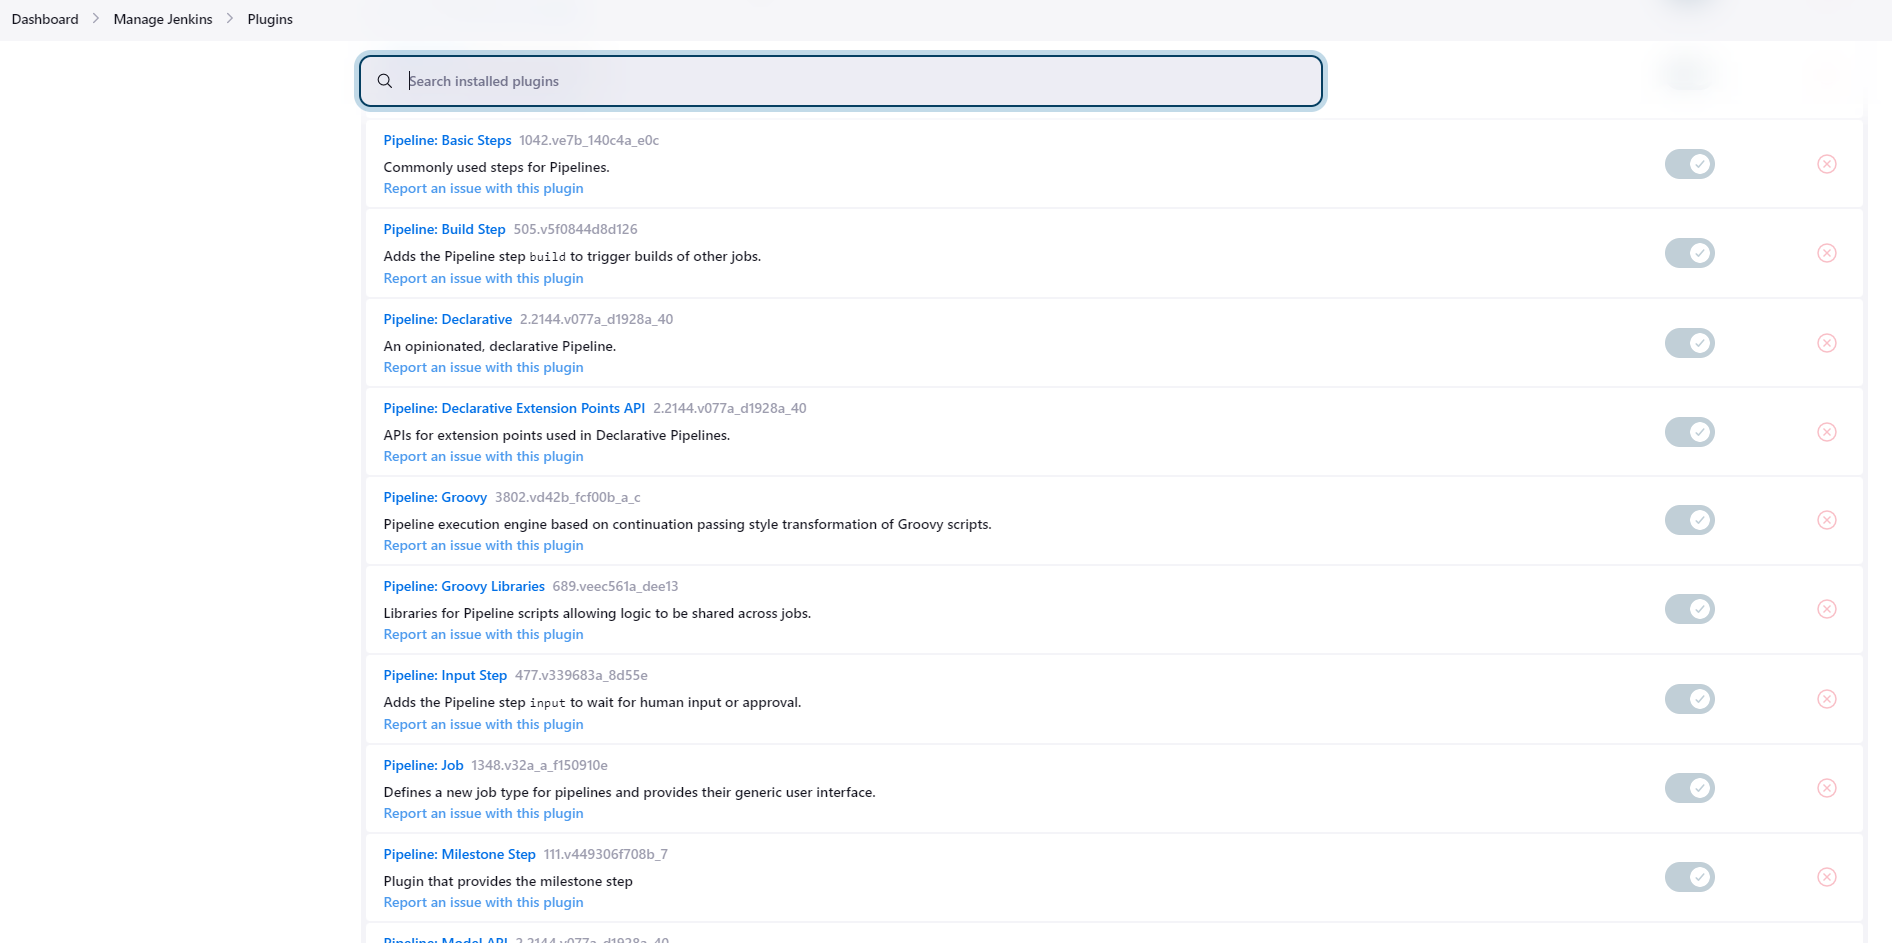 Dashboard > Manage Jenkins > Plugins
Search installed plugins
Pipeline: Basic Steps 1042.ve7b_140c4a_e0c
Commonly used steps for Pipelines.
Report an issue with this plugin
Pipeline: Build Step 505.v5f0844d8d126
Adds the Pipeline step build to trigger builds of other jobs.
Report an issue with this plugin
Pipeline: Declarative 2.2144.v077a_d1928a_40
An opinionated, declarative Pipeline.
Report an issue with this plugin
Pipeline: Declarative Extension Points API 2.2144.v077a_d1928a_40
APIs for extension points used in Declarative Pipelines.
Report an issue with this plugin
Pipeline: Groovy 3802.vd42b_fcf00b_a_c
Pipeline execution engine based on continuation passing style transformation of Groovy scripts.
Report an issue with this plugin
Pipeline: Groovy Libraries 689.veec561a_dee13
Libraries for Pipeline scripts allowing logic to be shared across jobs.
Report an issue with this plugin
Pipeline: Input Step 477.v339683a_8d55e
Adds the Pipeline step input to wait for human input or approval.
Report an issue with this plugin
Pipeline: Job 1348.v32a_a_f150910e
Defines a new job type for pipelines and provides their generic user interface.
Report an issue with this plugin
Pipeline: Milestone Step 111.v449306f708b_7
Plugin that provides the milestone step
Report an issue with this plugin
Pipeline: Model API 2.2144.v077a_d1928a_40